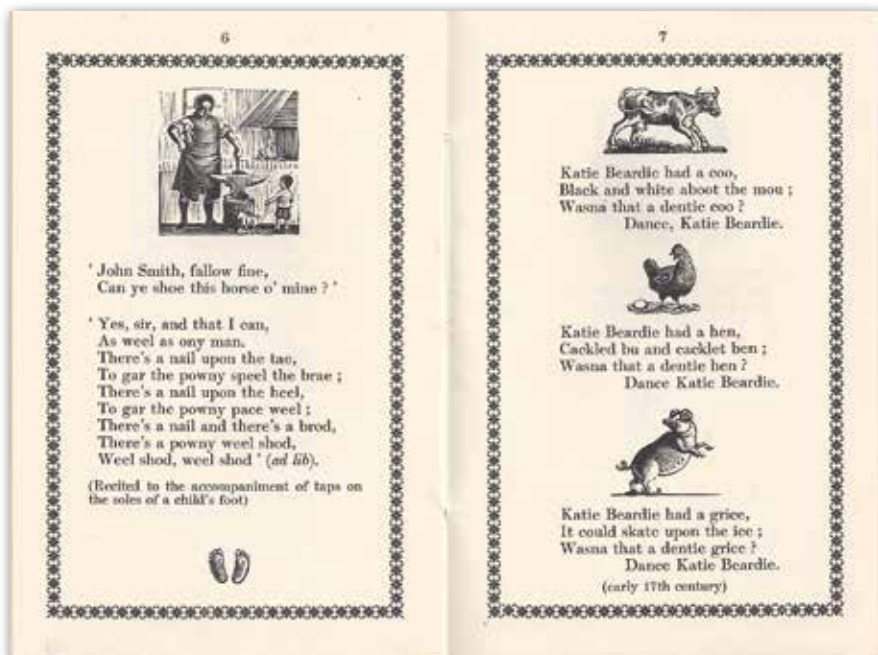 6
' John Smith, fallow fine,
Can ye shoe this horse o' mine ? '
' Yes, sir, and that I can,
As weel as ony man.
There's a nail upon the tae,
To gar the powny speel the brae ;
There's a nail upon the heel,
To gar the powny pace weel ;
There's a nail and there's a brod,
There's a powny weel shod,
Weel shod, weel shod ' (ad lib).
(Recited to the accompaniment of taps on
the soles of a child's foot)
7
Katie Beardie had a coo,
Black and white aboot the mou ;
Wasna that a dentie coo ?
Dance, Katie Beardie.
Katie Beardie had a hen,
Cackled bu and cacklet ben ;
Wasna that a dentie hen ?
Dance Katie Beardie.
Katie Beardie had a grice,
It could skate upon the ice ;
Wasna that a dentie grice ?
Dance Katie Beardie.
(early 17th century)